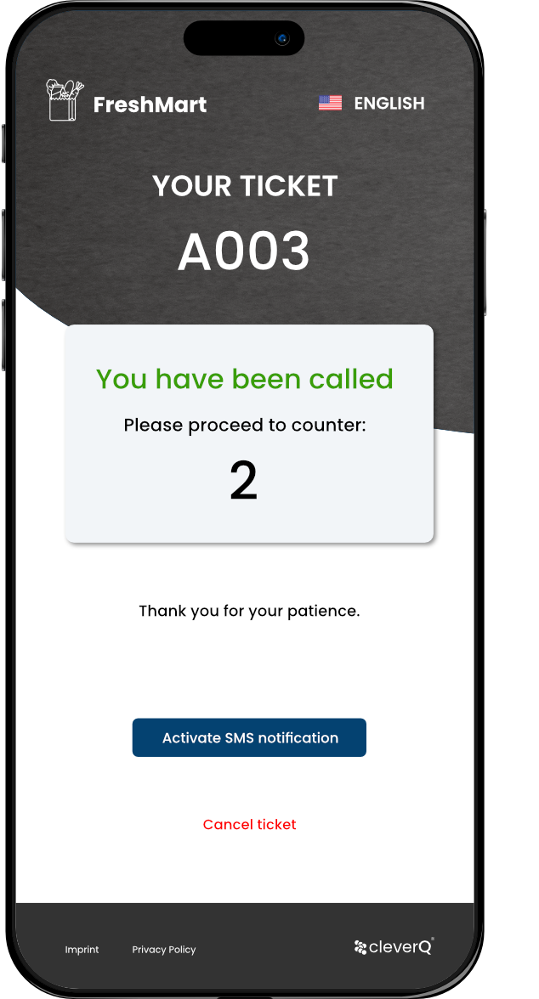 FreshMart
ENGLISH
YOUR TICKET
A003
You have been called
Please proceed to counter:
2
Thank you for your patience.
Activate SMS notification
Cancel ticket
Imprint
Privacy Policy
cleverQ